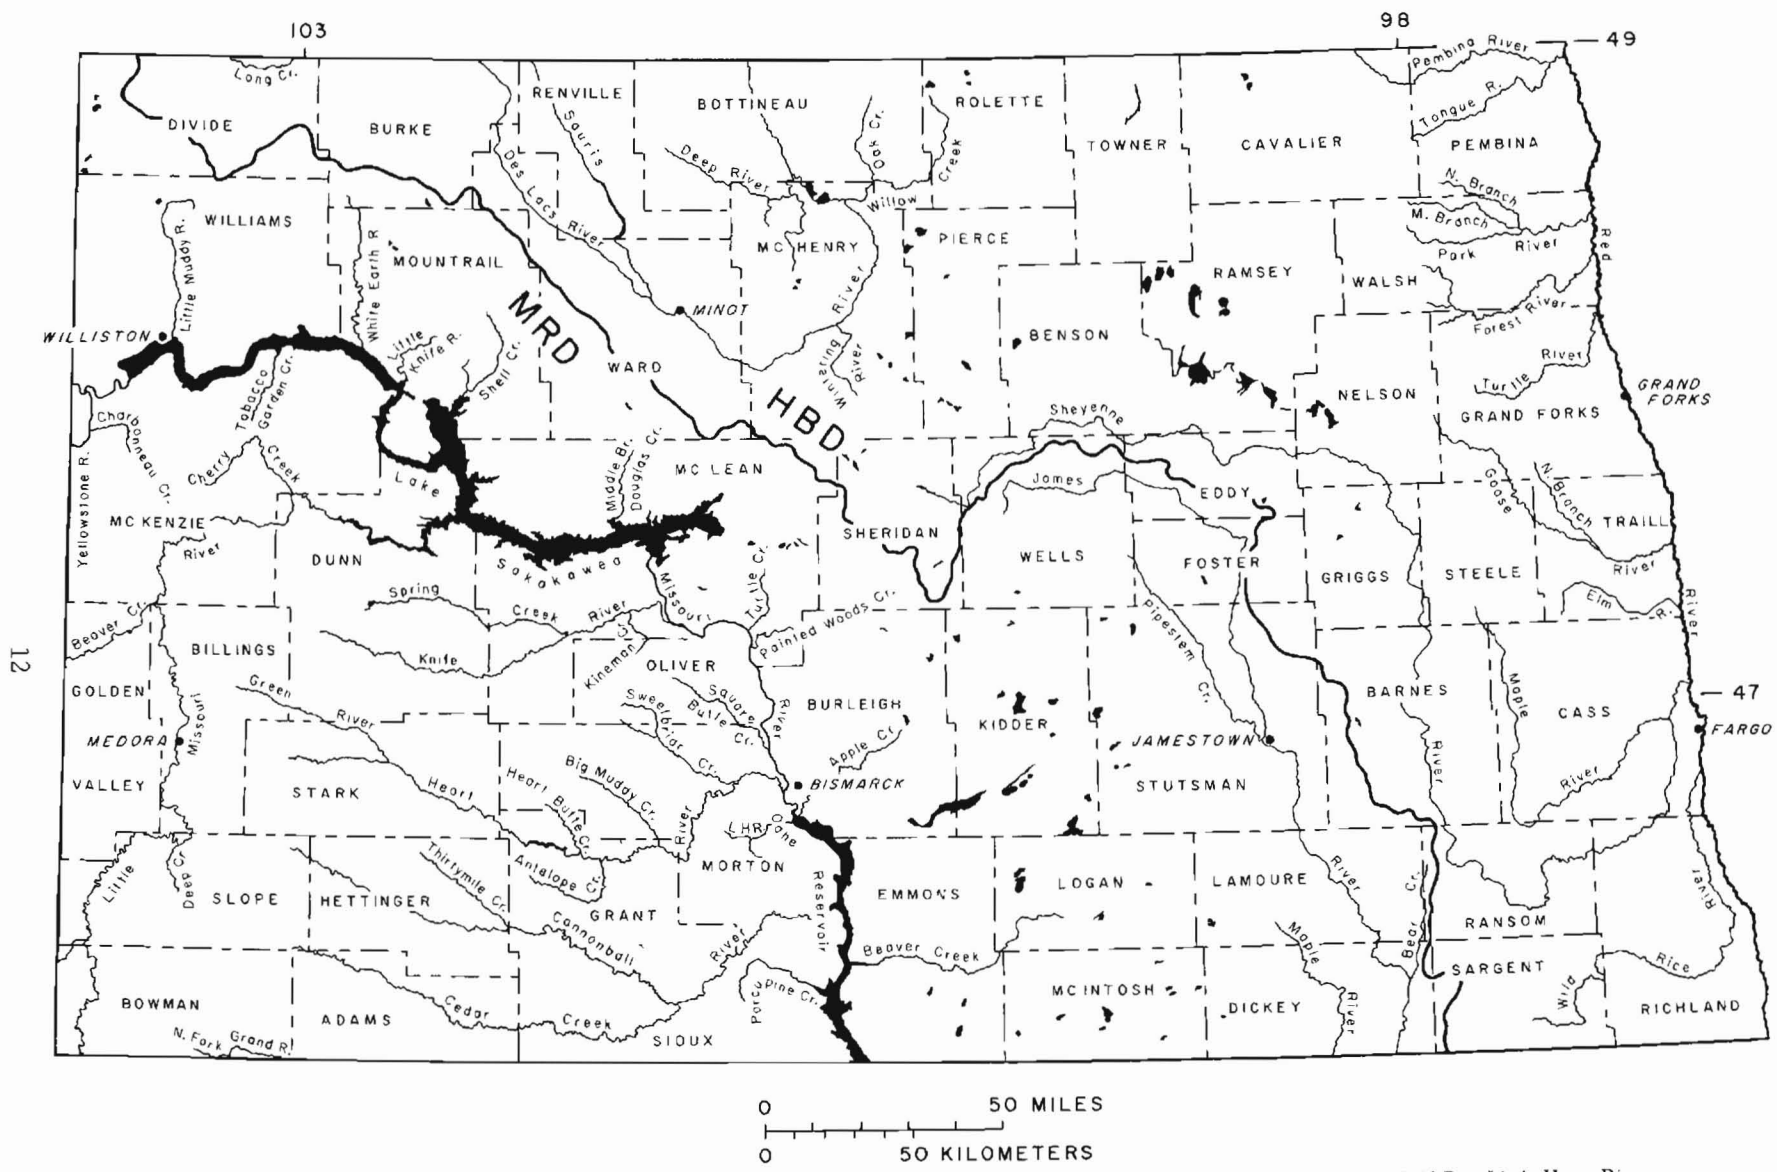 103
98
49
Pembina River
Long Cr.
RENVILLE
BOTTINEAU
ROLETTE
Tongue R.
DIVIDE
BURKE
Souris
Oak Cr.
TOWNER
CAVALIER
PEMBINA
Deep River
Creek
Des Lacs River
Willow
N. Branch
WILLIAMS
M. Branch
Little Muddy R.
White Earth R.
MOUNTRAIL
MC HENRY
PIERCE
Park River
Red
RAMSEY
WALSH
MRD
River
WILLISTON
MINOT
Forest River
Little Knife R.
BENSON
Shell Cr.
WARD
Wintering River
Turtle River
Tobacco Garden Cr.
NELSON
GRAND FORKS
GRAND FORKS
HBD
Charbonneau Cr.
Sheyenne
Cherry Creek
Lake
Middle Br.
Douglas Cr.
MC LEAN
James
EDDY
Goose
N. Branch
Yellowstone R.
MC KENZIE
River
SHERIDAN
TRAILL
DUNN
Sakakawea
WELLS
FOSTER
GRIGGS
STEELE
River
Missouri
Turtle Cr.
Spring Creek
River
Painted Woods Cr.
Pipestem Cr.
Elm R.
River
Beaver Cr.
BILLINGS
Knife
Kineman Cr.
OLIVER
12
GOLDEN
Green River
Square Butte Cr.
Sweetbriar Cr.
River
BURLEIGH
KIDDER
BARNES
Maple
CASS
47
MEDORA
Missouri
Apple Cr.
JAMESTOWN
FARGO
VALLEY
STARK
Heart
Heart Butte Cr.
Big Muddy Cr.
River
BISMARCK
STUTSMAN
River
River
LHR
Oahe
MORTON
Little
Deep Cr.
SLOPE
HETTINGER
Thirtymile Cr.
Antelope Cr.
GRANT
Reservoir
EMMONS
LOGAN
LAMOURE
River
Bear Cr.
RANSOM
River
Cannonball
River
Beaver Creek
Maple
SARGENT
Rice
Wild
BOWMAN
ADAMS
Cedar Creek
Porcupine Cr.
MC INTOSH
DICKEY
River
RICHLAND
N. Fork Grand R.
SIOUX
0 50 MILES
0 50 KILOMETERS